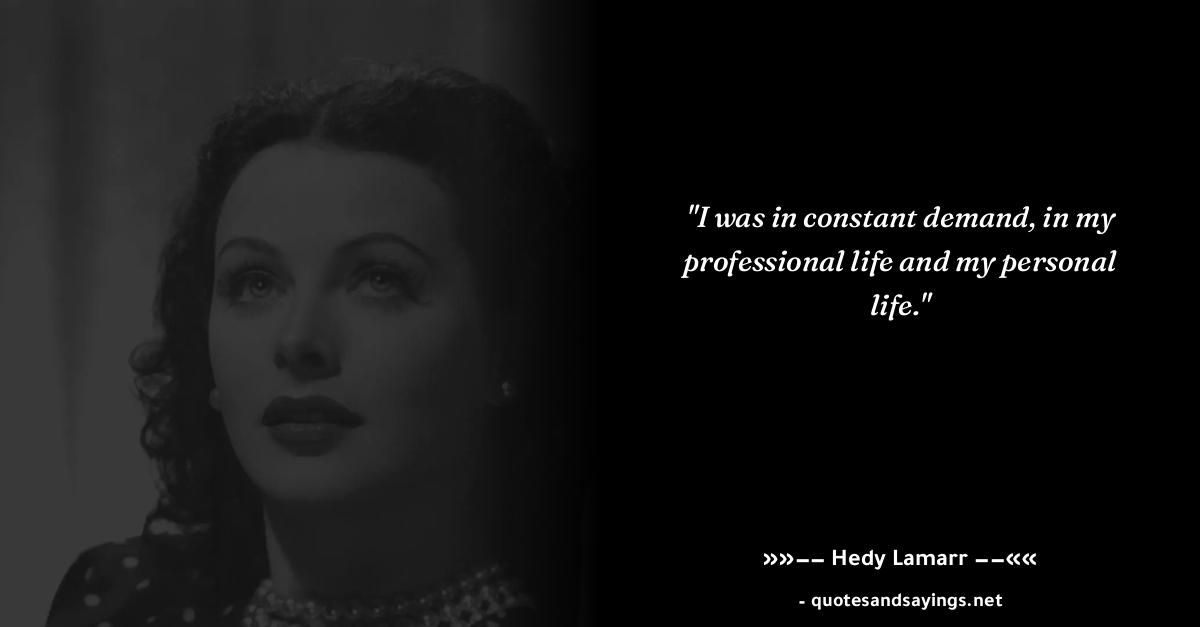 "I was in constant demand, in my
professional life and my personal
life."
»»–– Hedy Lamarr ––««
- quotesandsayings.net